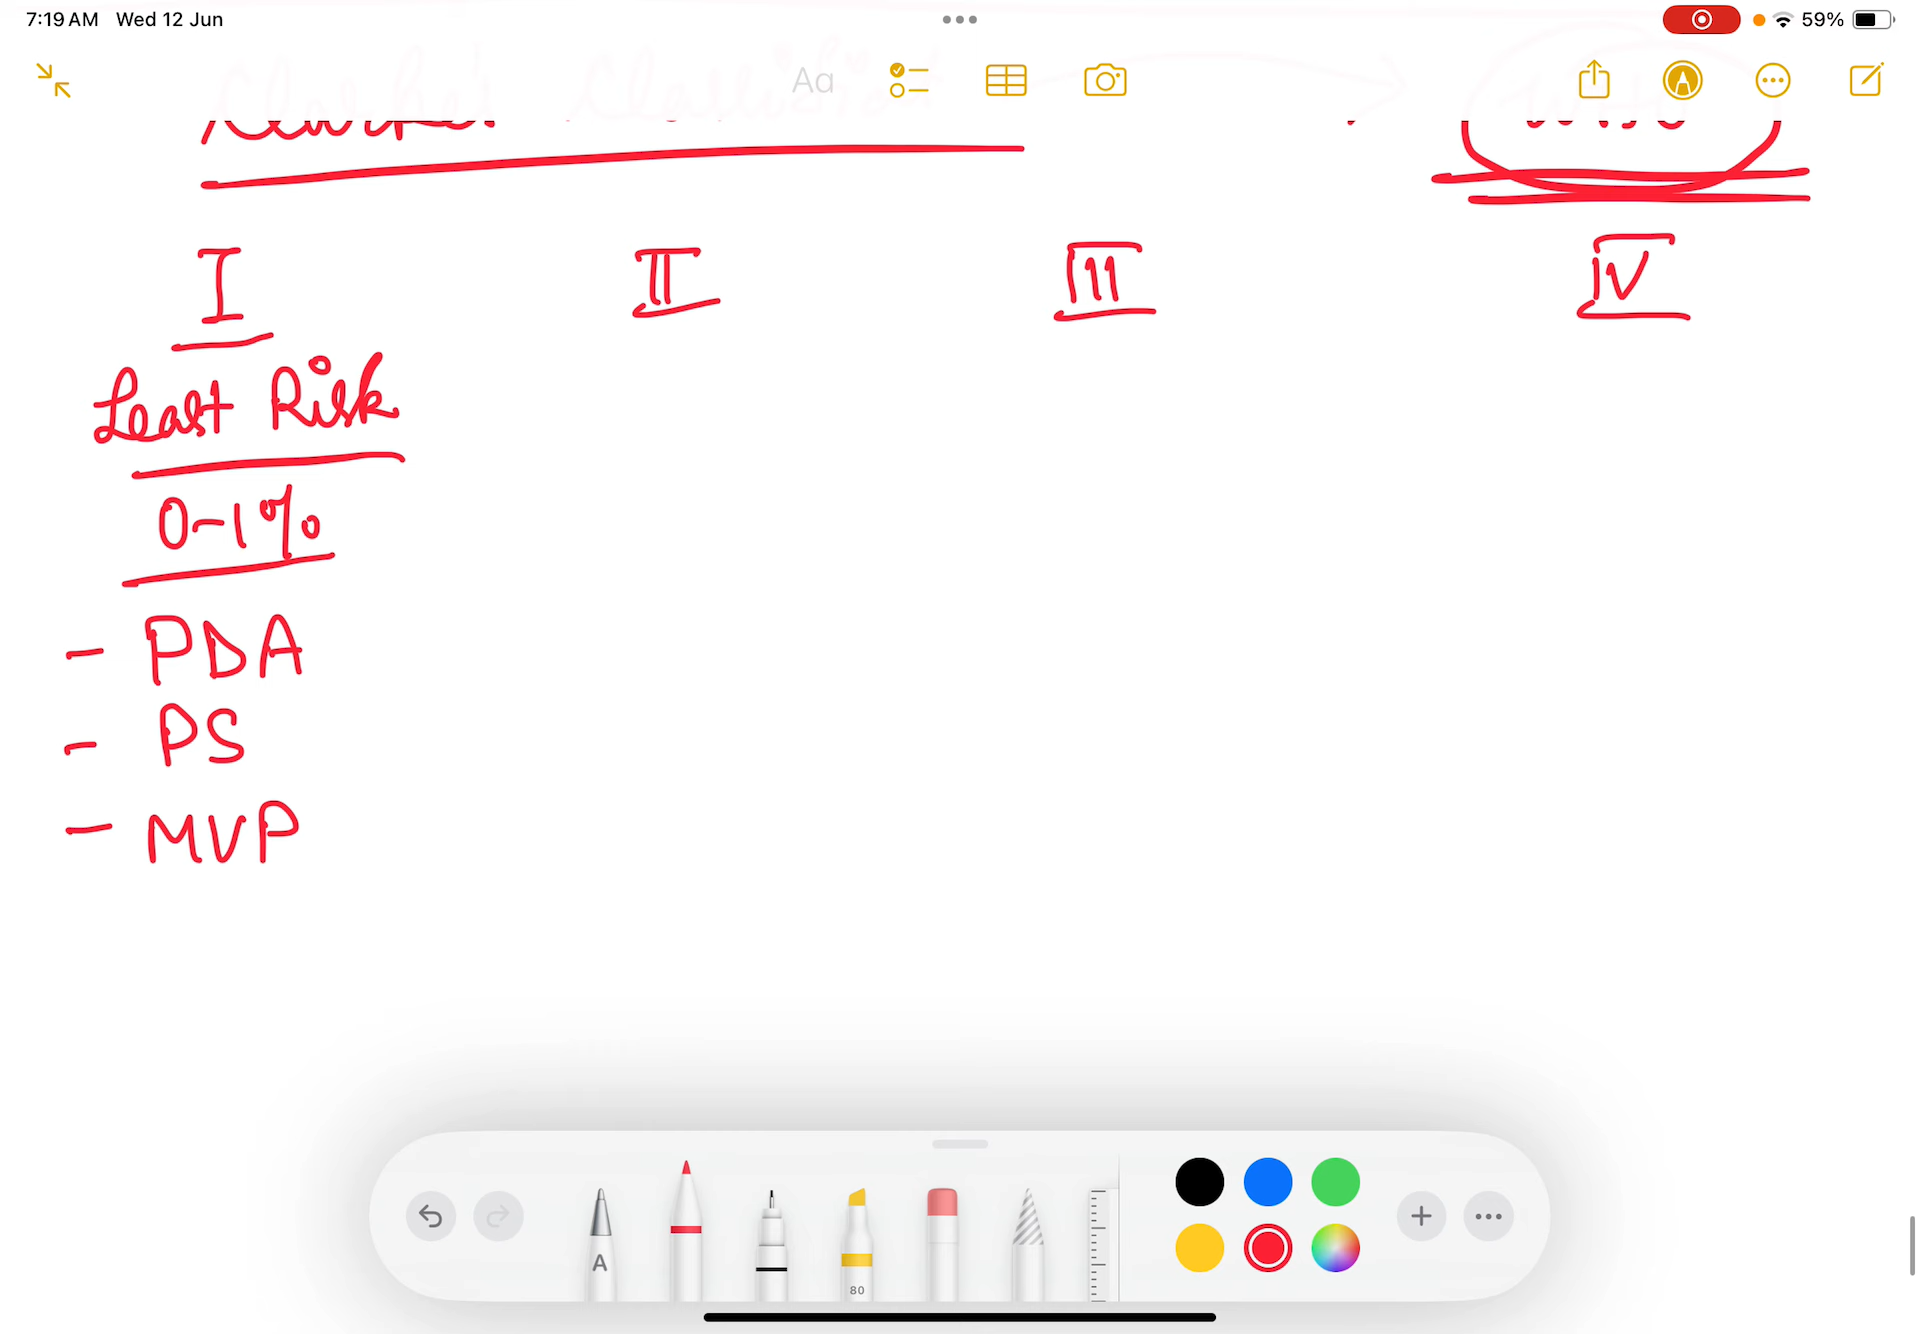 7:19 AM Wed 12 Jun 59%
Aa
I II III IV
Least Risk
0-1%
- PDA
- PS
- MVP
A
80